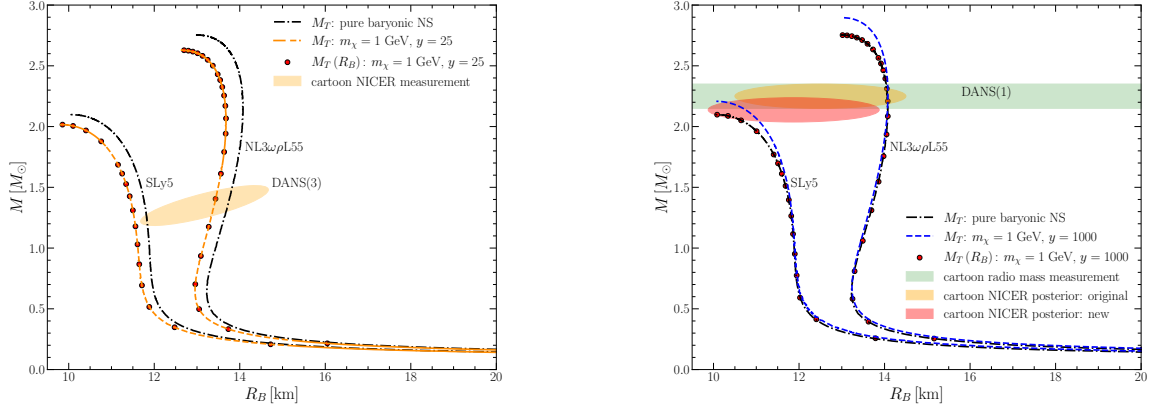 3.0
2.5
2.0
1.5
1.0
0.5
0.0
M [M⊙]
10 12 14 16 18 20
R_B [km]
M_T: pure baryonic NS
M_T: m_χ = 1 GeV, y = 25
M_T(R_B): m_χ = 1 GeV, y = 25
cartoon NICER measurement
NL3ωρL55
SLy5
DANS(3)
3.0
2.5
2.0
1.5
1.0
0.5
0.0
M [M⊙]
10 12 14 16 18 20
R_B [km]
DANS(1)
NL3ωρL55
SLy5
M_T: pure baryonic NS
M_T: m_χ = 1 GeV, y = 1000
M_T(R_B): m_χ = 1 GeV, y = 1000
cartoon radio mass measurement
cartoon NICER posterior: original
cartoon NICER posterior: new